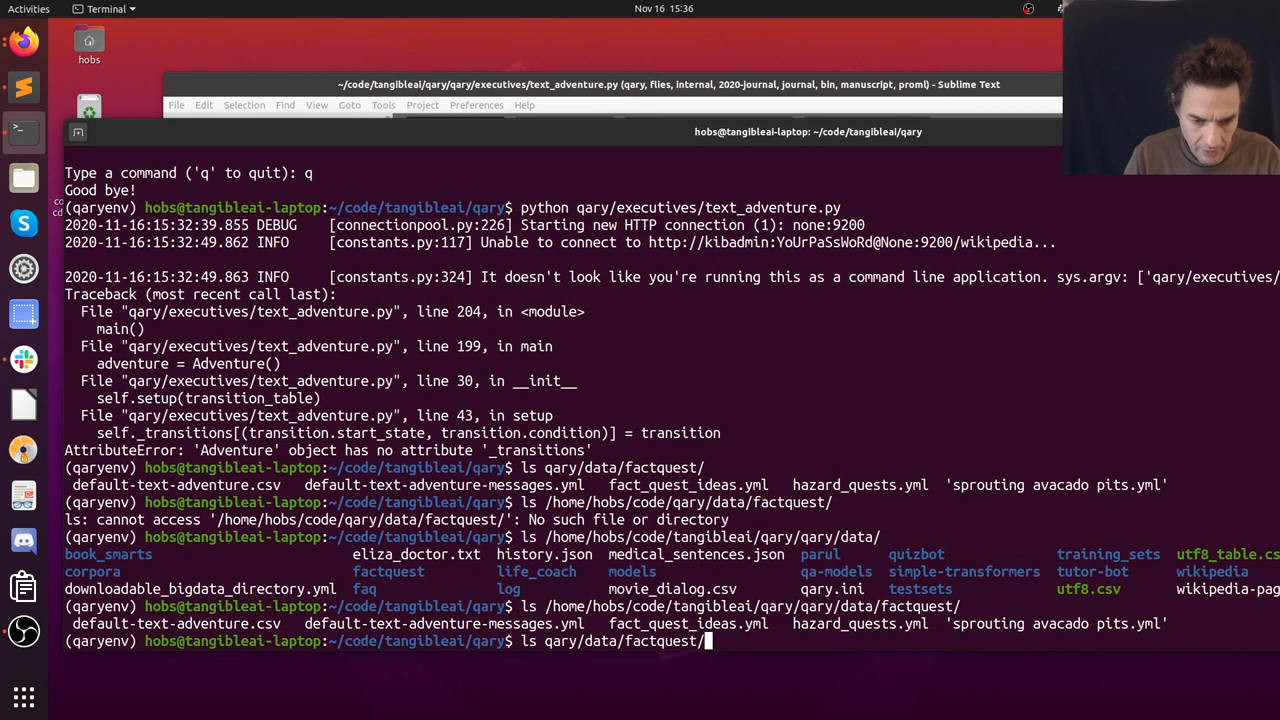 Activities
Terminal
Nov 16 15:36
hobs
~/code/tangibleai/qary/qary/executives/text_adventure.py (qary, flies, internal, 2020-journal, journal, bin, manuscript, proml) - Sublime Text
File Edit Selection Find View Goto Tools Project Preferences Help
hobs@tangibleai-laptop: ~/code/tangibleai/qary
Type a command ('q' to quit): q
Good bye!
(qaryenv) hobs@tangibleai-laptop:~/code/tangibleai/qary$ python qary/executives/text_adventure.py
2020-11-16:15:32:39.855 DEBUG [connectionpool.py:226] Starting new HTTP connection (1): none:9200
2020-11-16:15:32:49.862 INFO [constants.py:117] Unable to connect to http://kibadmin:YoUrPaSsWoRd@None:9200/wikipedia...
2020-11-16:15:32:49.863 INFO [constants.py:324] It doesn't look like you're running this as a command line application. sys.argv: ['qary/executives/
Traceback (most recent call last):
File "qary/executives/text_adventure.py", line 204, in <module>
main()
File "qary/executives/text_adventure.py", line 199, in main
adventure = Adventure()
File "qary/executives/text_adventure.py", line 30, in __init__
self.setup(transition_table)
File "qary/executives/text_adventure.py", line 43, in setup
self._transitions[(transition.start_state, transition.condition)] = transition
AttributeError: 'Adventure' object has no attribute '_transitions'
(qaryenv) hobs@tangibleai-laptop:~/code/tangibleai/qary$ ls qary/data/factquest/
default-text-adventure.csv default-text-adventure-messages.yml fact_quest_ideas.yml hazard_quests.yml 'sprouting avacado pits.yml'
(qaryenv) hobs@tangibleai-laptop:~/code/tangibleai/qary$ ls /home/hobs/code/qary/data/factquest/
ls: cannot access '/home/hobs/code/qary/data/factquest/': No such file or directory
(qaryenv) hobs@tangibleai-laptop:~/code/tangibleai/qary$ ls /home/hobs/code/tangibleai/qary/qary/data/
book_smarts eliza_doctor.txt history.json medical_sentences.json parul quizbot training_sets utf8_table.cs
corpora factquest life_coach models qa-models simple-transformers tutor-bot wikipedia
downloadable_bigdata_directory.yml faq log movie_dialog.csv qary.ini testsets utf8.csv wikipedia-pag
(qaryenv) hobs@tangibleai-laptop:~/code/tangibleai/qary$ ls /home/hobs/code/tangibleai/qary/qary/data/factquest/
default-text-adventure.csv default-text-adventure-messages.yml fact_quest_ideas.yml hazard_quests.yml 'sprouting avacado pits.yml'
(qaryenv) hobs@tangibleai-laptop:~/code/tangibleai/qary$ ls qary/data/factquest/